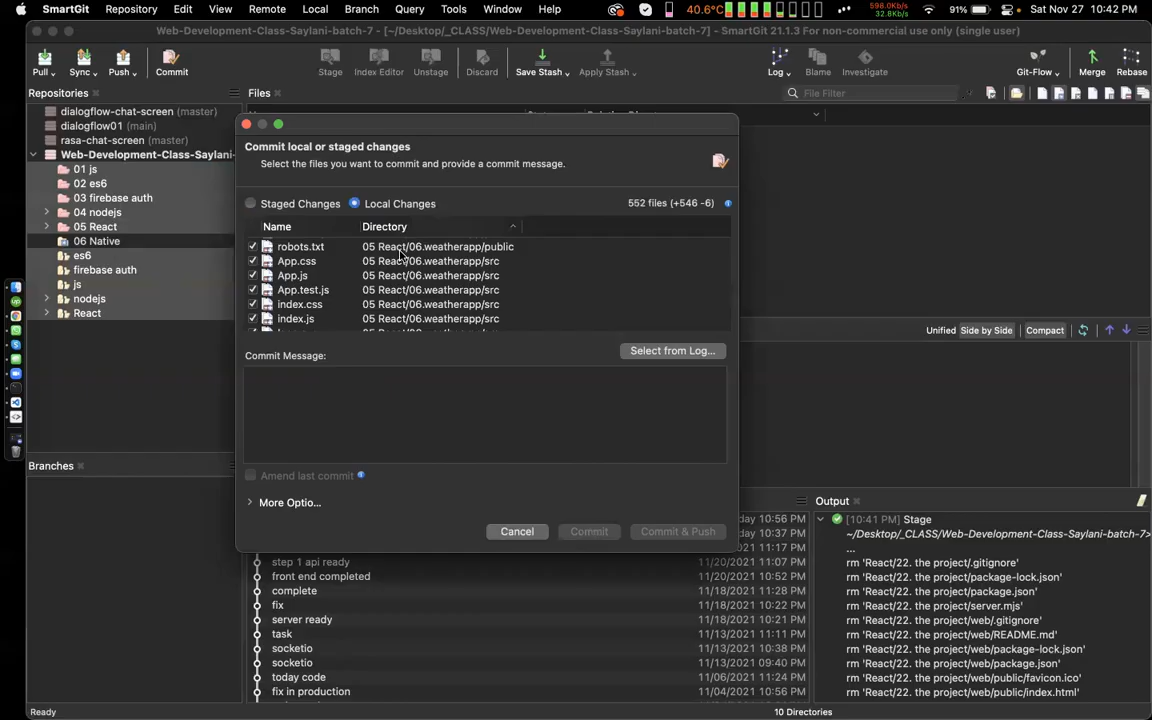 SmartGit Repository Edit View Remote Local Branch Query Tools Window Help 40.6°C 598.0Kb/s 32.8Kb/s 91% Sat Nov 27 10:42 PM
Web-Development-Class-Saylani-batch-7 - [~/Desktop/_CLASS/Web-Development-Class-Saylani-batch-7] - SmartGit 21.1.3 For non-commercial use only (single user)
Pull Sync Push Commit Stage Index Editor Unstage Discard Save Stash Apply Stash Log Blame Investigate Git-Flow Merge Rebase
Repositories
Files
File Filter
dialogflow-chat-screen (master)
dialogflow01 (main)
rasa-chat-screen (master)
Web-Development-Class-Saylani-
01 js
02 es6
03 firebase auth
04 nodejs
05 React
06 Native
es6
firebase auth
js
nodejs
React
Branches
Commit local or staged changes
Select the files you want to commit and provide a commit message.
Staged Changes
Local Changes
552 files (+546 -6)
Name Directory
robots.txt 05 React/06.weatherapp/public
App.css 05 React/06.weatherapp/src
App.js 05 React/06.weatherapp/src
App.test.js 05 React/06.weatherapp/src
index.css 05 React/06.weatherapp/src
index.js 05 React/06.weatherapp/src
Commit Message:
Select from Log...
Amend last commit
More Optio...
Cancel
Commit
Commit & Push
Unified Side by Side Compact
day 10:56 PM
day 10:37 PM
21 11:17 PM
step 1 api ready 11/20/2021 11:07 PM
front end completed 11/20/2021 10:52 PM
complete 11/18/2021 11:28 PM
fix 11/18/2021 10:22 PM
server ready 11/18/2021 10:21 PM
task 11/13/2021 11:11 PM
socketio 11/13/2021 10:38 PM
socketio 11/13/2021 09:40 PM
today code 11/06/2021 11:24 PM
fix in production 11/04/2021 10:56 PM
Output
[10:41 PM] Stage
~/Desktop/_CLASS/Web-Development-Class-Saylani-batch-7>
...
rm 'React/22. the project/.gitignore'
rm 'React/22. the project/package-lock.json'
rm 'React/22. the project/package.json'
rm 'React/22. the project/server.mjs'
rm 'React/22. the project/web/.gitignore'
rm 'React/22. the project/web/README.md'
rm 'React/22. the project/web/package-lock.json'
rm 'React/22. the project/web/package.json'
rm 'React/22. the project/web/public/favicon.ico'
rm 'React/22. the project/web/public/index.html'
Ready
10 Directories